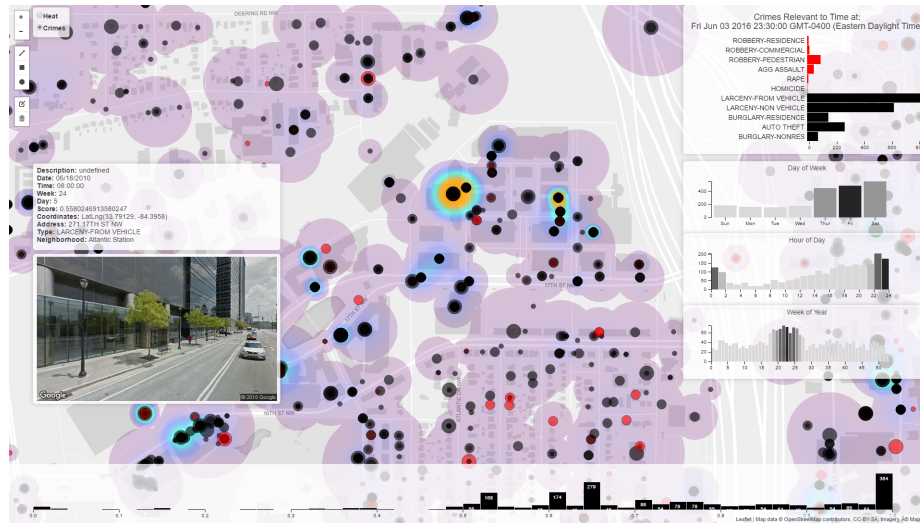 DEERING RD NW
+
Heat
−
Crimes
Crimes Relevant to Time at:
Fri Jun 03 2016 23:30:00 GMT-0400 (Eastern Daylight Time
ROBBERY-RESIDENCE
ROBBERY-COMMERCIAL
ROBBERY-PEDESTRIAN
AGG ASSAULT
RAPE
HOMICIDE
LARCENY-FROM VEHICLE
LARCENY-NON VEHICLE
BURGLARY-RESIDENCE
AUTO THEFT
BURGLARY-NONRES
0 200 400 600
Description: undefined
Date: 06/18/2010
Time: 08:00:00
Week: 24
Day: 5
Score: 0.5580246913580247
Coordinates: LatLng(33.79129, -84.3958)
Address: 271 17TH ST NW
Type: LARCENY-FROM VEHICLE
Neighborhood: Atlantic Station
Day of Week
400
200
0
Sun Mon Tue Wed Thur Fri Sat
Hour of Day
200
150
100
50
0
0 2 4 6 8 10 12 14 16 18 20 22 24
Week of Year
80
60
40
20
0
0 5 10 15 20 25 30 35 40 45 50
17TH ST NW
17TH ST NW
16TH ST NW
Google
© 2016 Google
168
174
279
384
0.0 0.1 0.2 0.3 0.4 0.5 0.6 0.7 0.8
Leaflet | Map data © OpenStreetMap contributors, CC-BY-SA, Imagery